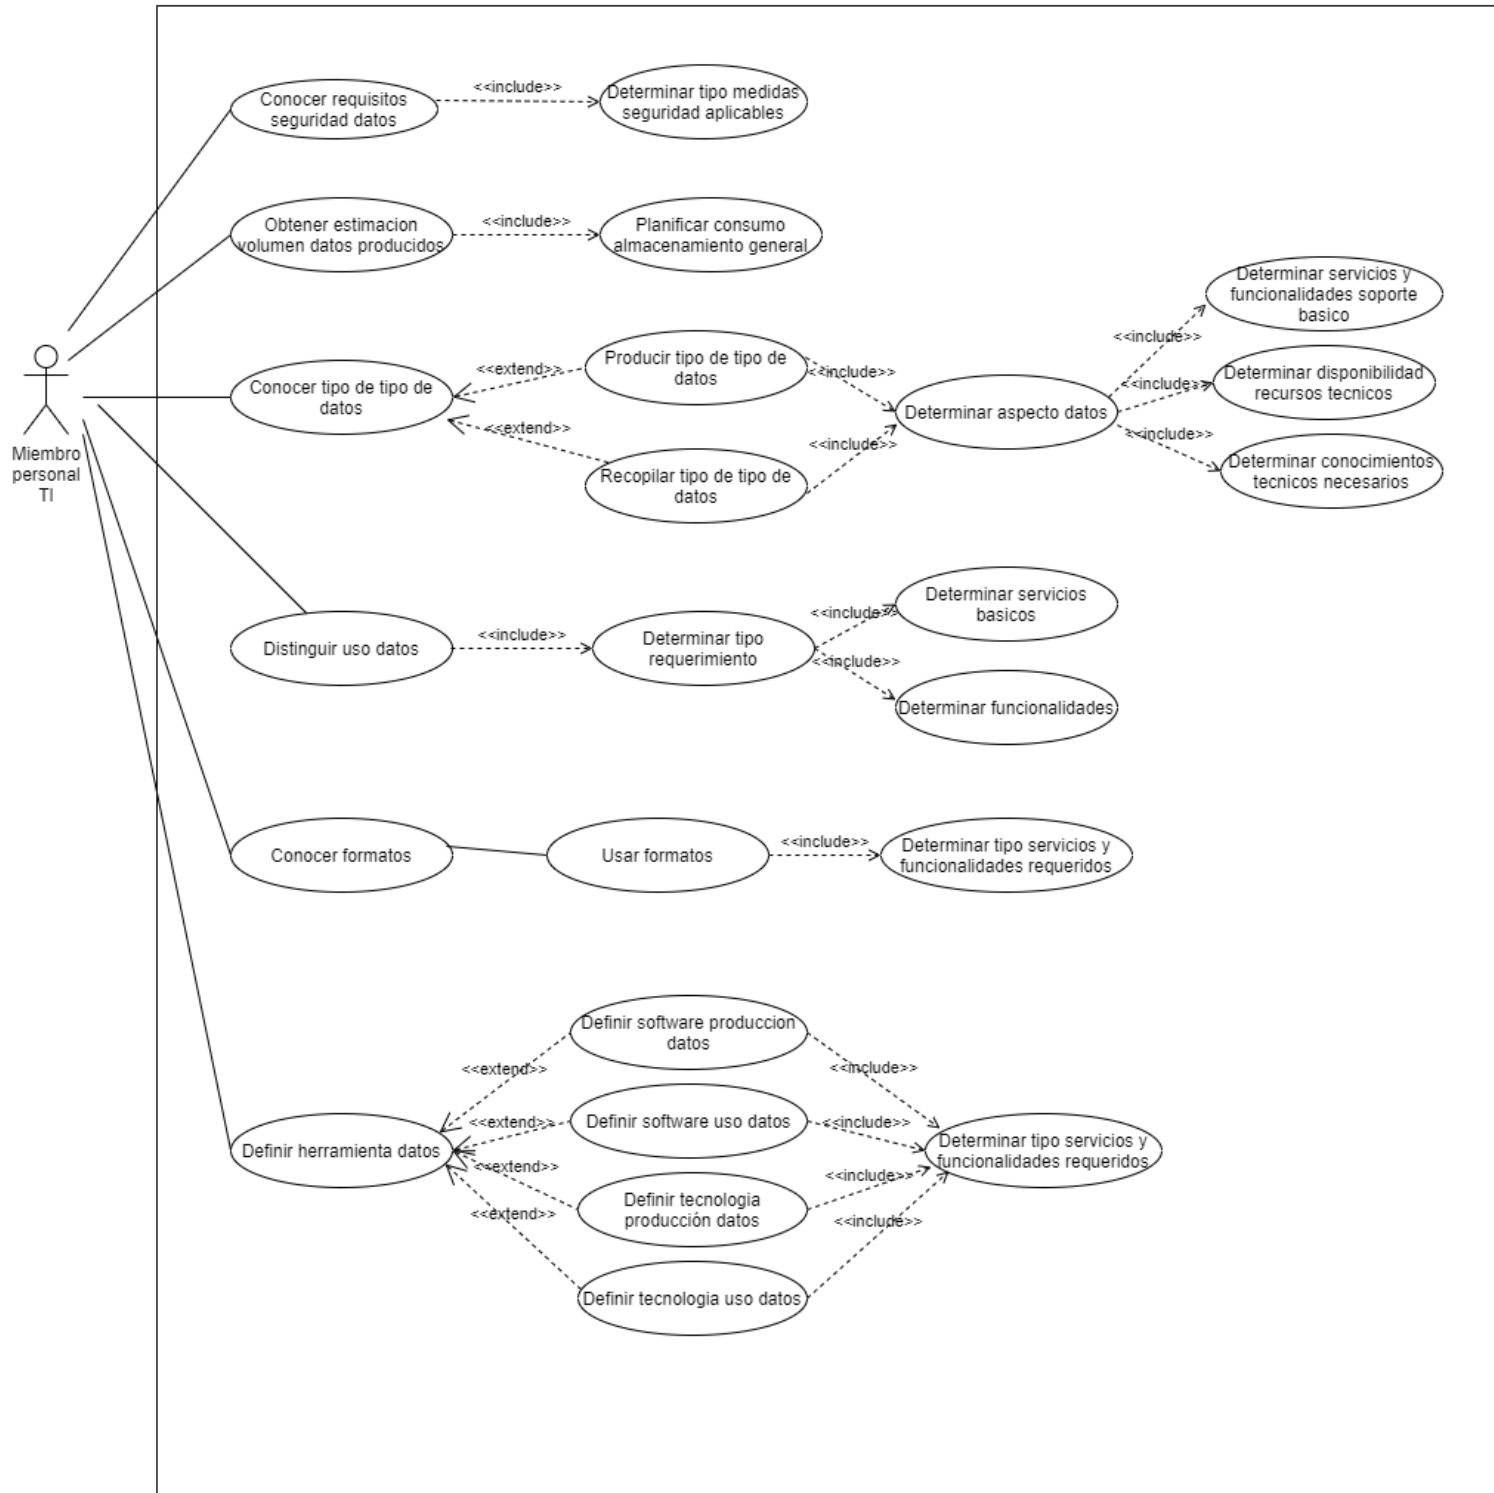 <<include>>
Conocer requisitos
seguridad datos
Determinar tipo medidas
seguridad aplicables
Obtener estimacion
volumen datos producidos
<<include>>
Planificar consumo
almacenamiento general
Miembro
personal
TI
Conocer tipo de tipo de
datos
<<extend>>
<<extend>>
Producir tipo de tipo de
datos
Recopilar tipo de tipo de
datos
<<include>>
<<include>>
Determinar aspecto datos
<<include>>
<<include>>
<<include>>
Determinar servicios y
funcionalidades soporte
basico
Determinar disponibilidad
recursos tecnicos
Determinar conocimientos
tecnicos necesarios
Distinguir uso datos
<<include>>
Determinar tipo
requerimiento
<<include>>
<<include>>
Determinar servicios
basicos
Determinar funcionalidades
Conocer formatos
Usar formatos
<<include>>
Determinar tipo servicios y
funcionalidades requeridos
Definir herramienta datos
<<extend>>
<<extend>>
<<extend>>
<<extend>>
Definir software produccion
datos
Definir software uso datos
Definir tecnologia
producción datos
Definir tecnologia uso datos
<<include>>
<<include>>
<<include>>
<<include>>
Determinar tipo servicios y
funcionalidades requeridos